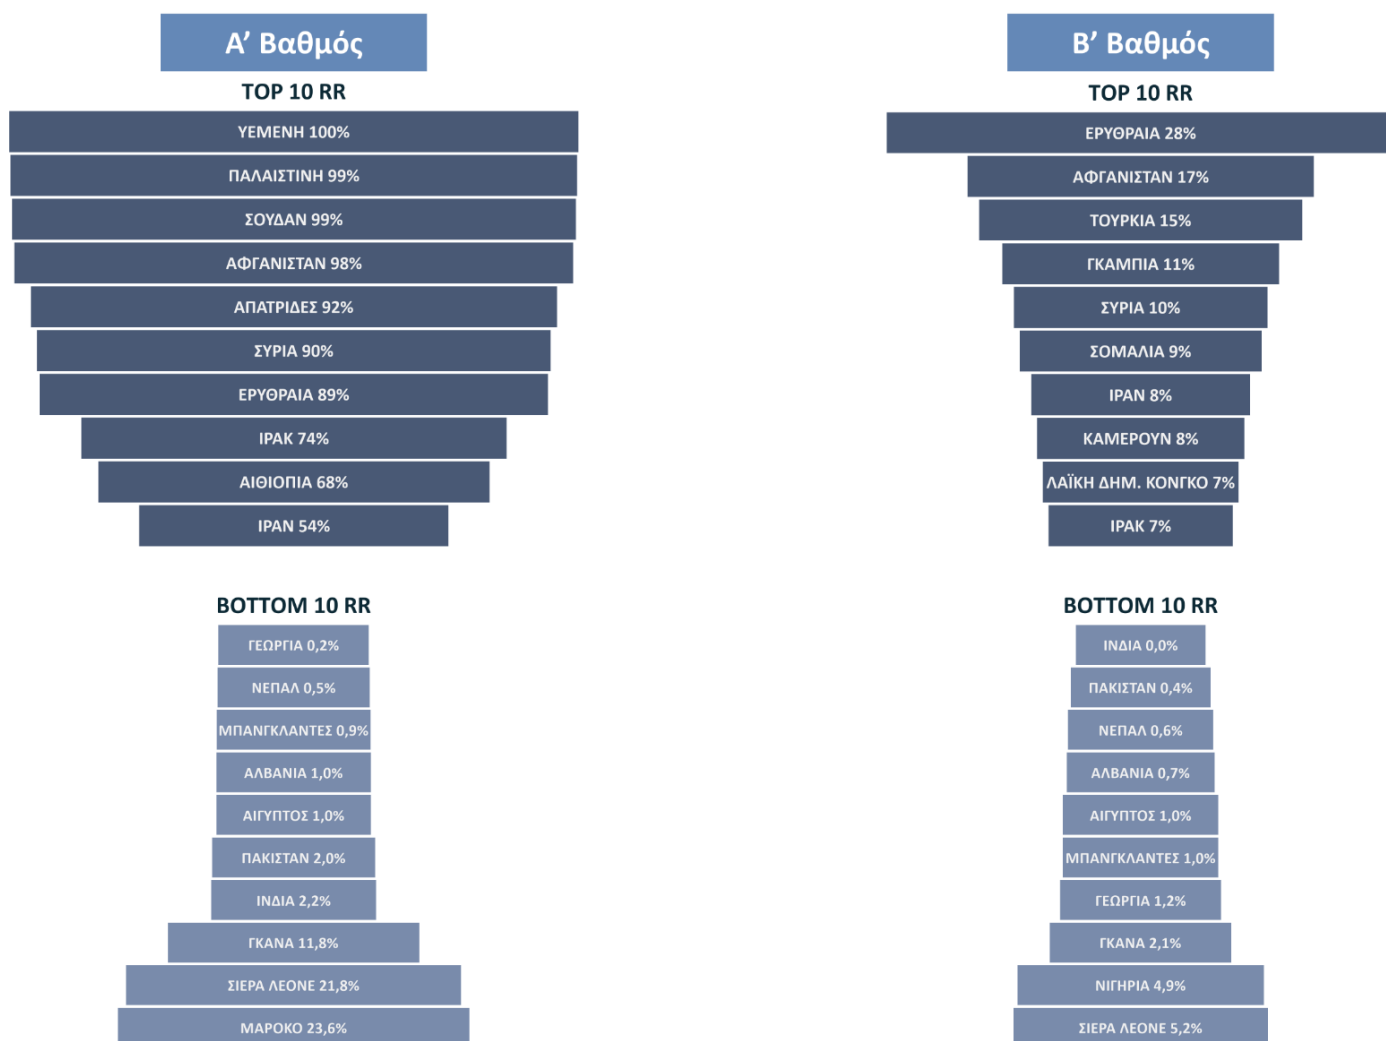 Α’ Βαθμός
TOP 10 RR
ΥΕΜΕΝΗ 100%
ΠΑΛΑΙΣΤΙΝΗ 99%
ΣΟΥΔΑΝ 99%
ΑΦΓΑΝΙΣΤΑΝ 98%
ΑΠΑΤΡΙΔΕΣ 92%
ΣΥΡΙΑ 90%
ΕΡΥΘΡΑΙΑ 89%
ΙΡΑΚ 74%
ΑΙΘΙΟΠΙΑ 68%
ΙΡΑΝ 54%
BOTTOM 10 RR
ΓΕΩΡΓΙΑ 0,2%
ΝΕΠΑΛ 0,5%
ΜΠΑΝΓΚΛΑΝΤΕΣ 0,9%
ΑΛΒΑΝΙΑ 1,0%
ΑΙΓΥΠΤΟΣ 1,0%
ΠΑΚΙΣΤΑΝ 2,0%
ΙΝΔΙΑ 2,2%
ΓΚΑΝΑ 11,8%
ΣΙΕΡΑ ΛΕΟΝΕ 21,8%
ΜΑΡΟΚΟ 23,6%
Β’ Βαθμός
TOP 10 RR
ΕΡΥΘΡΑΙΑ 28%
ΑΦΓΑΝΙΣΤΑΝ 17%
ΤΟΥΡΚΙΑ 15%
ΓΚΑΜΠΙΑ 11%
ΣΥΡΙΑ 10%
ΣΟΜΑΛΙΑ 9%
ΙΡΑΝ 8%
ΚΑΜΕΡΟΥΝ 8%
ΛΑΪΚΗ ΔΗΜ. ΚΟΝΓΚΟ 7%
ΙΡΑΚ 7%
BOTTOM 10 RR
ΙΝΔΙΑ 0,0%
ΠΑΚΙΣΤΑΝ 0,4%
ΝΕΠΑΛ 0,6%
ΑΛΒΑΝΙΑ 0,7%
ΑΙΓΥΠΤΟΣ 1,0%
ΜΠΑΝΓΚΛΑΝΤΕΣ 1,0%
ΓΕΩΡΓΙΑ 1,2%
ΓΚΑΝΑ 2,1%
ΝΙΓΗΡΙΑ 4,9%
ΣΙΕΡΑ ΛΕΟΝΕ 5,2%